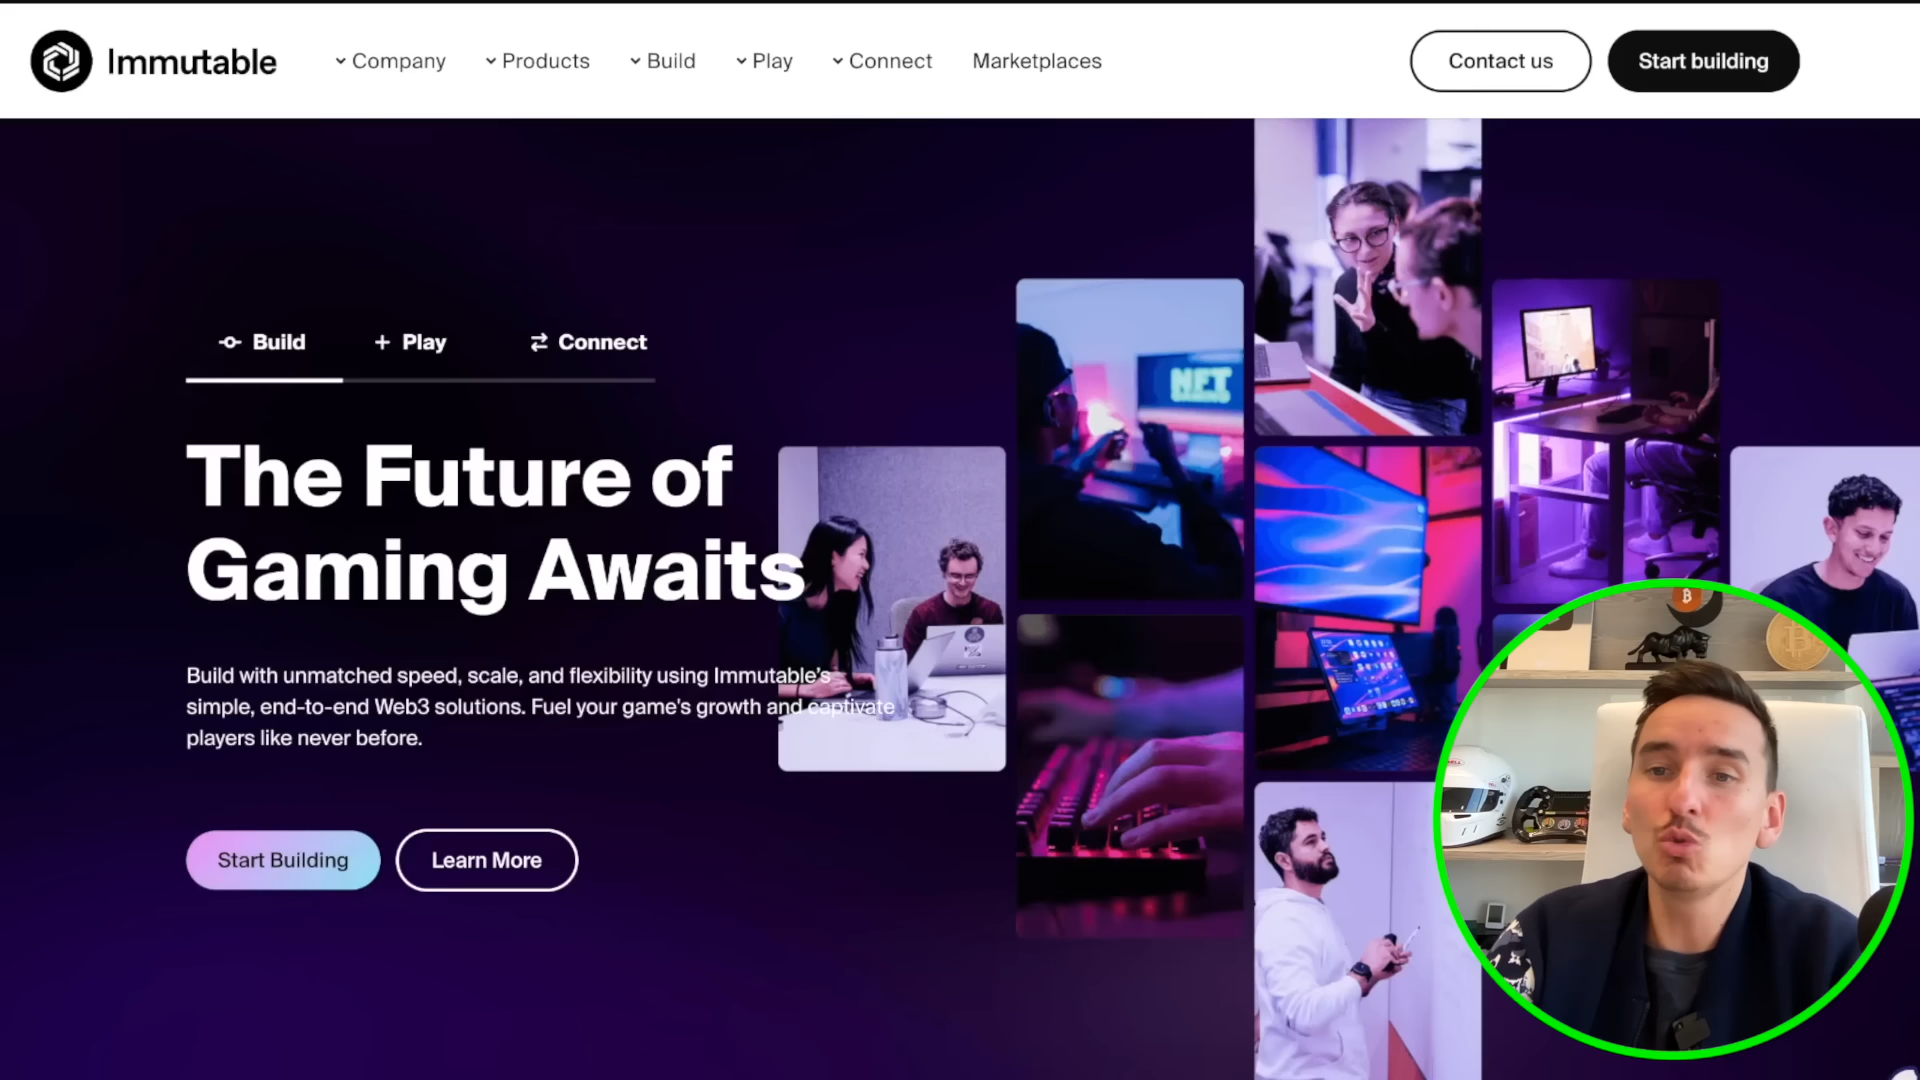 Immutable
Company
Products
Build
Play
Connect
Marketplaces
Contact us
Start building
Build
Play
Connect
The Future of
Gaming Awaits
Build with unmatched speed, scale, and flexibility using Immutable's
simple, end-to-end Web3 solutions. Fuel your game's growth and captivate
players like never before.
Start Building
Learn More
NFT
GAMING
BELL